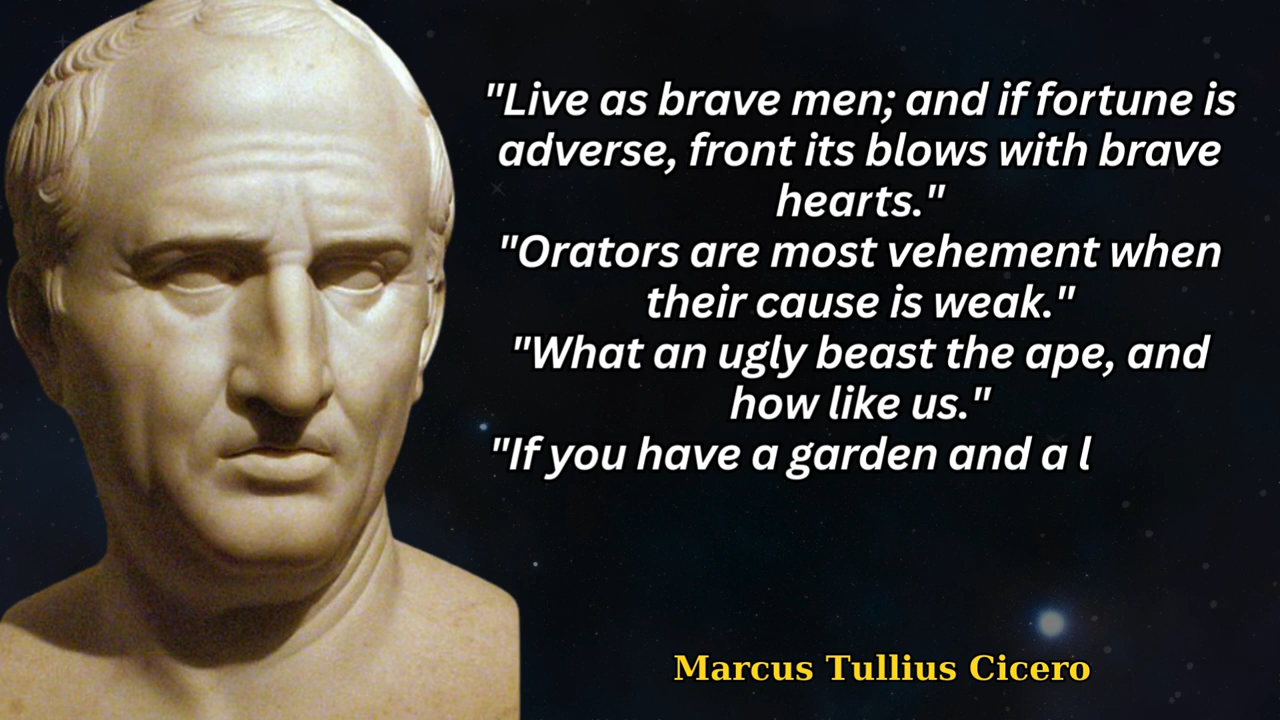 "Live as brave men; and if fortune is
adverse, front its blows with brave
hearts."
"Orators are most vehement when
their cause is weak."
"What an ugly beast the ape, and
how like us."
"If you have a garden and a l
Marcus Tullius Cicero